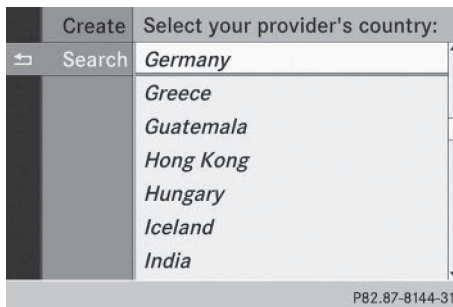 Create
Select your provider's country:
Search
Germany
Greece
Guatemala
Hong Kong
Hungary
Iceland
India
P82.87-8144-31